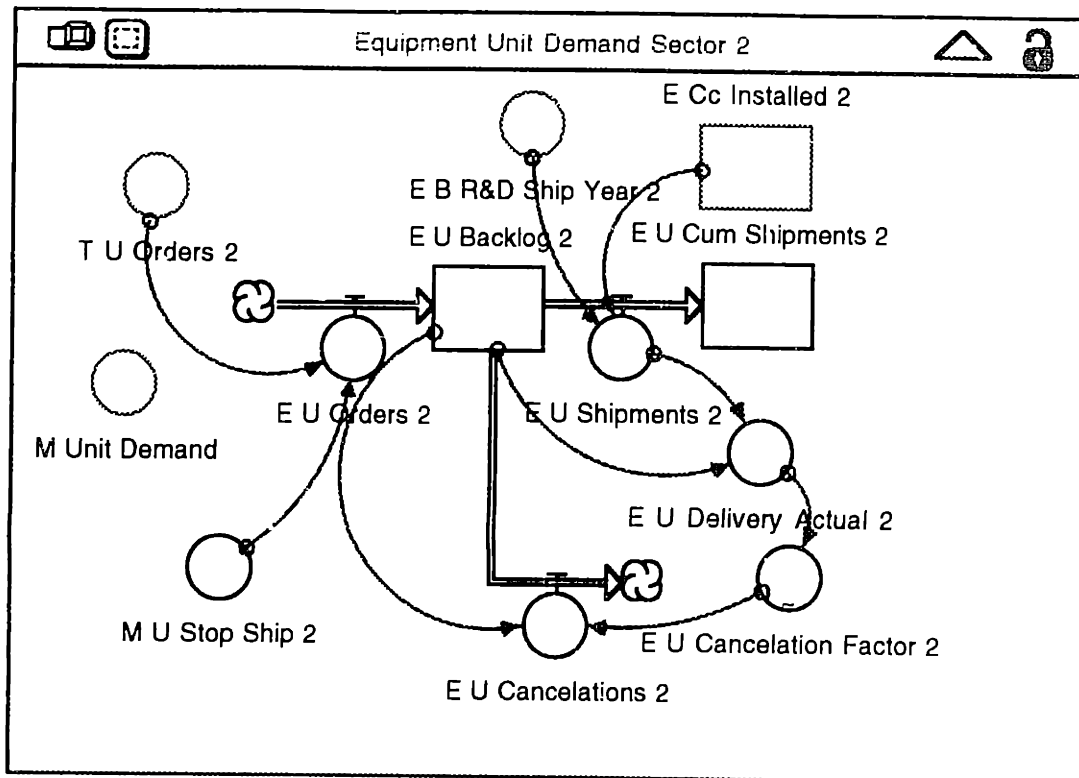 Equipment Unit Demand Sector 2
E Cc Installed 2
E B R&D Ship Year 2
T U Orders 2
E U Backlog 2
E U Cum Shipments 2
E U Orders 2
E U Shipments 2
M Unit Demand
E U Delivery Actual 2
~
M U Stop Ship 2
E U Cancelation Factor 2
E U Cancelations 2